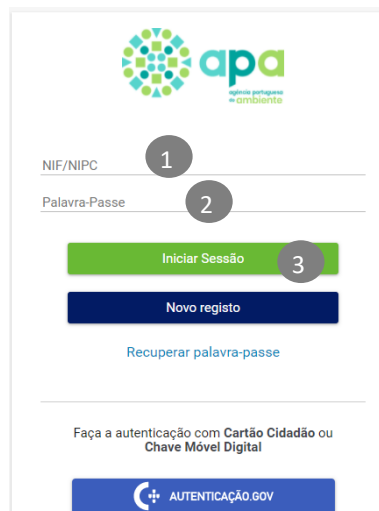 apa
agência portuguesa
do ambiente
NIF/NIPC 1
Palavra-Passe 2
Iniciar Sessão 3
Novo registo
Recuperar palavra-passe
Faça a autenticação com Cartão Cidadão ou
Chave Móvel Digital
AUTENTICAÇÃO.GOV